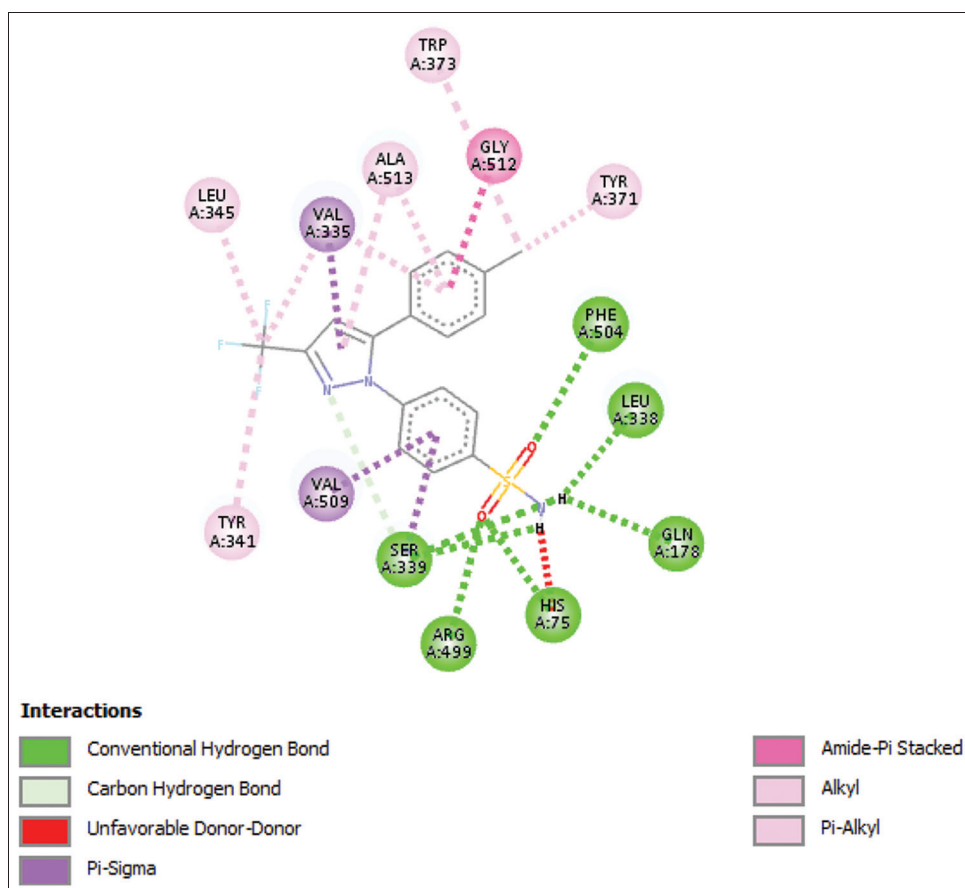 TRP
A:373
GLY
A:512
ALA
A:513
TYR
A:371
LEU
A:345
VAL
A:335
F
F
F
PHE
A:504
N
N
LEU
A:338
O
S
H
N
O
H
VAL
A:509
TYR
A:341
SER
A:339
GLN
A:178
HIS
A:75
ARG
A:499
Interactions
Conventional Hydrogen Bond
Carbon Hydrogen Bond
Unfavorable Donor-Donor
Pi-Sigma
Amide-Pi Stacked
Alkyl
Pi-Alkyl